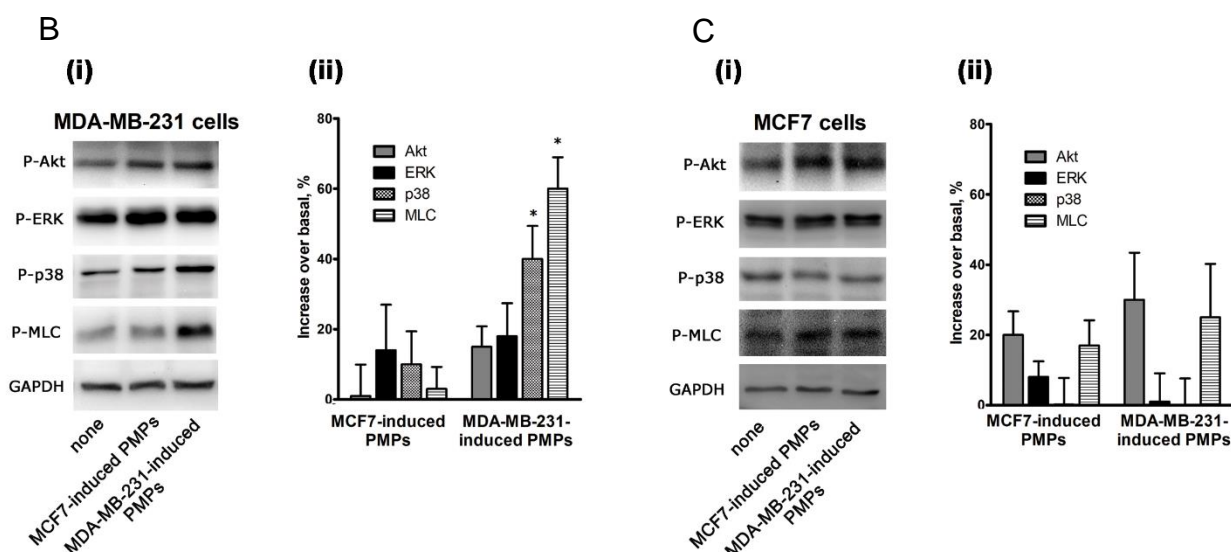 B
(i)
MDA-MB-231 cells
P-Akt
P-ERK
P-p38
P-MLC
GAPDH
none
MCF7-induced PMPs
MDA-MB-231-induced
PMPs
(ii)
Increase over basal, %
80
60
40
20
0
Akt
ERK
p38
MLC
*
*
MCF7-induced
PMPs
MDA-MB-231-
induced PMPs
C
(i)
MCF7 cells
P-Akt
P-ERK
P-p38
P-MLC
GAPDH
none
MCF7-induced PMPs
MDA-MB-231-induced
PMPs
(ii)
Increase over basal, %
80
60
40
20
0
Akt
ERK
p38
MLC
MCF7-induced
PMPs
MDA-MB-231-
induced PMPs